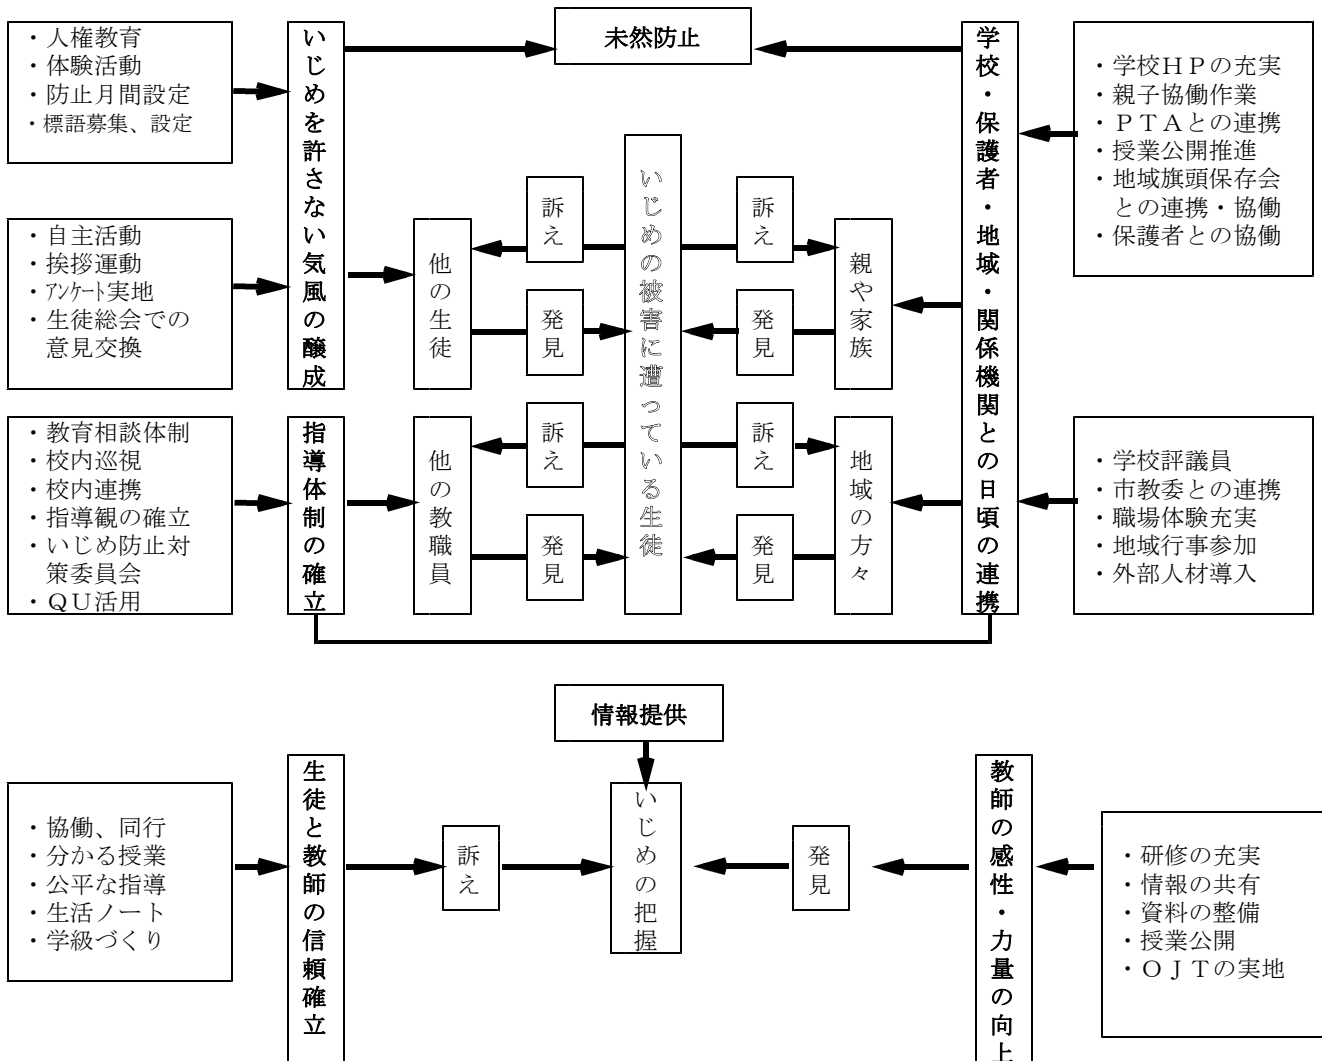 未然防止
・人権教育
・体験活動
・防止月間設定
・標語募集、設定
・自主活動
・挨拶運動
・ｱﾝｹｰﾄ実地
・生徒総会での
意見交換
いじめを許さない気風の醸成
・教育相談体制
・校内巡視
・校内連携
・指導観の確立
・いじめ防止対
策委員会
・ＱＵ活用
指導体制の確立
他の生徒
訴え
発見
他の教職員
訴え
発見
いじめの被害に遭っている生徒
訴え
発見
親や家族
訴え
発見
地域の方々
学校・保護者・地域・関係機関との日頃の連携
・学校ＨＰの充実
・親子協働作業
・ＰＴＡとの連携
・授業公開推進
・地域旗頭保存会
との連携・協働
・保護者との協働
・学校評議員
・市教委との連携
・職場体験充実
・地域行事参加
・外部人材導入
情報提供
・協働、同行
・分かる授業
・公平な指導
・生活ノート
・学級づくり
生徒と教師の信頼確立
訴え
いじめの把握
発見
教師の感性・力量の向上
・研修の充実
・情報の共有
・資料の整備
・授業公開
・ＯＪＴの実地